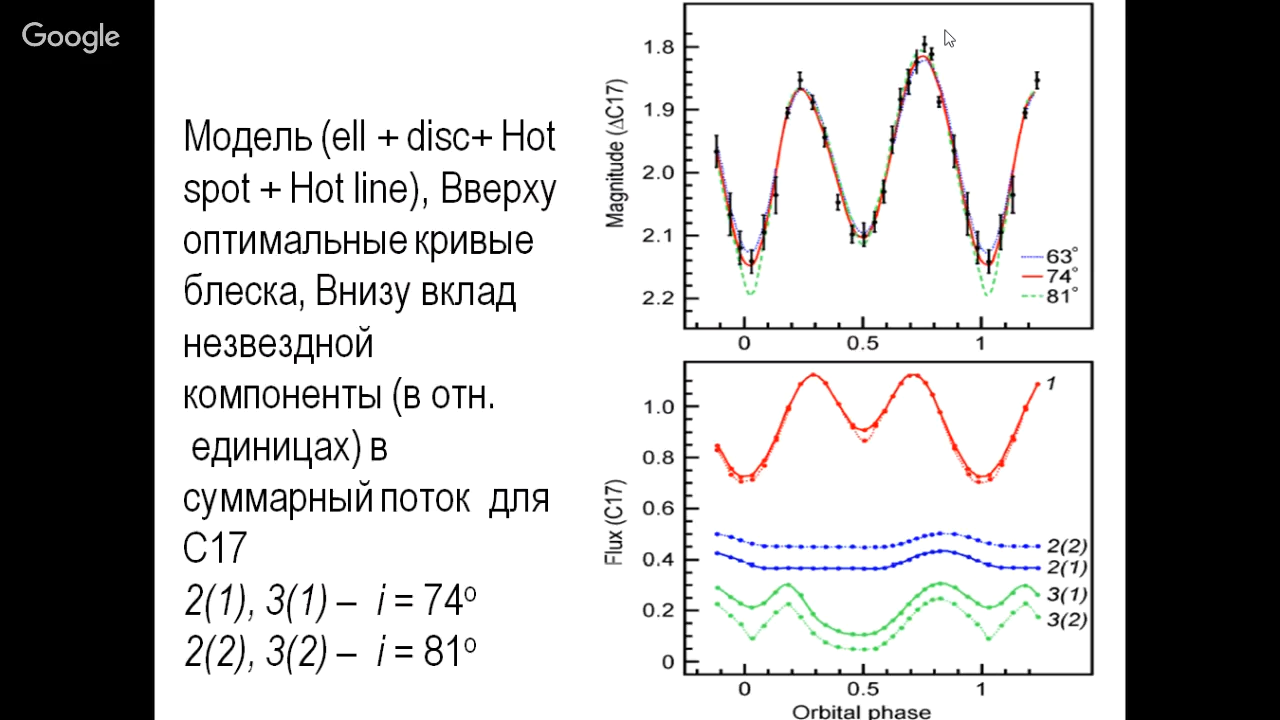 Google
Модель (ell + disc+ Hot
spot + Hot line), Вверху
оптимальные кривые
блеска, Внизу вклад
незвездной
компоненты (в отн.
единицах) в
суммарный поток для
С17
2(1), 3(1) – i = 74º
2(2), 3(2) – i = 81º
Magnitude (ΔC17)
1.8
1.9
2.0
2.1
2.2
63°
74°
81°
0 0.5 1
Flux (C17)
1.0
0.8
0.6
0.4
0.2
0
1
2(2)
2(1)
3(1)
3(2)
0 0.5 1
Orbital phase